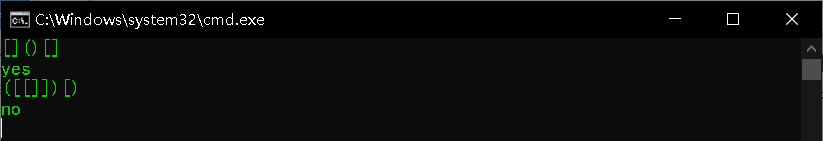 C:\Windows\system32\cmd.exe
[]()[]
yes
([[]])[)
no